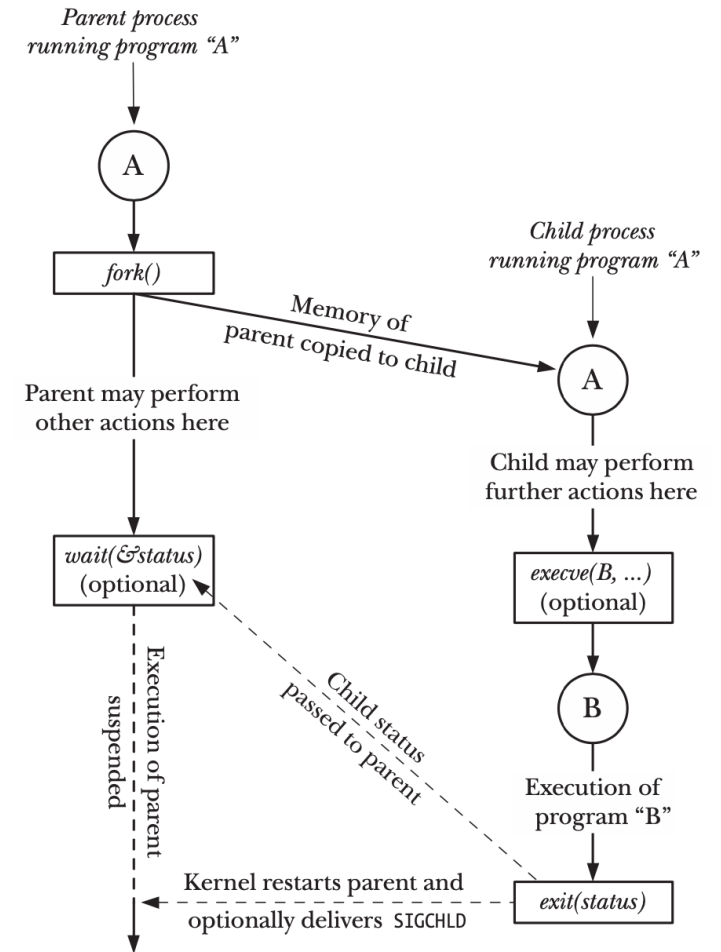 Parent process
running program “A”
A
fork()
Memory of
parent copied to child
Child process
running program “A”
A
Parent may perform
other actions here
Child may perform
further actions here
wait(&status)
(optional)
execve(B, ...)
(optional)
B
Execution of parent
suspended
Child status
passed to parent
Execution of
program “B”
Kernel restarts parent and
optionally delivers SIGCHLD
exit(status)